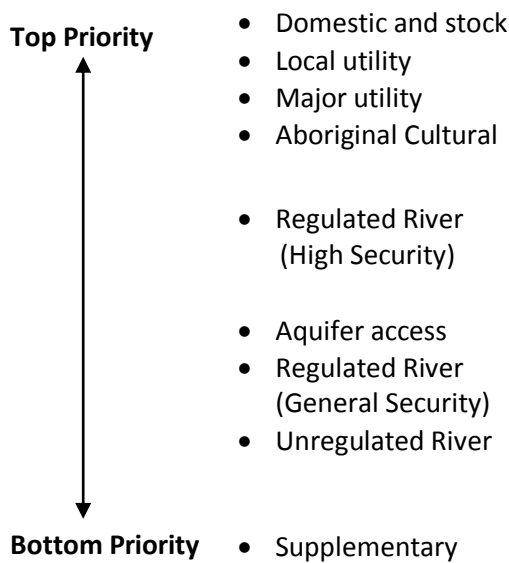 Top Priority
• Domestic and stock
• Local utility
• Major utility
• Aboriginal Cultural
• Regulated River
(High Security)
• Aquifer access
• Regulated River
(General Security)
• Unregulated River
Bottom Priority
• Supplementary